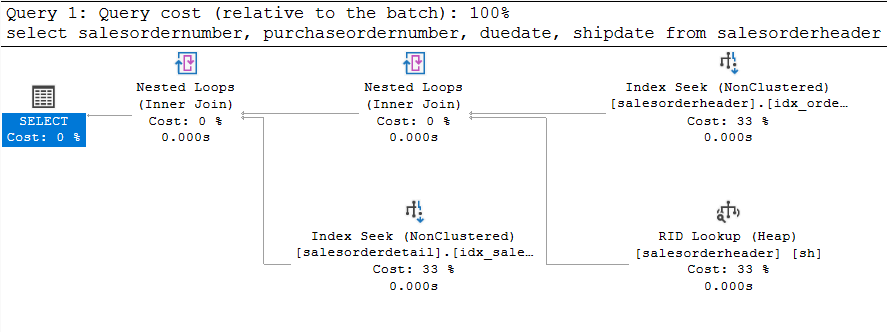 Query 1: Query cost (relative to the batch): 100%
select salesordernumber, purchaseordernumber, duedate, shipdate from salesorderheader
SELECT
Cost: 0 %
Nested Loops
(Inner Join)
Cost: 0 %
0.000s
Nested Loops
(Inner Join)
Cost: 0 %
0.000s
Index Seek (NonClustered)
[salesorderheader].[idx_orde…
Cost: 33 %
0.000s
Index Seek (NonClustered)
[salesorderdetail].[idx_sale…
Cost: 33 %
0.000s
RID Lookup (Heap)
[salesorderheader] [sh]
Cost: 33 %
0.000s